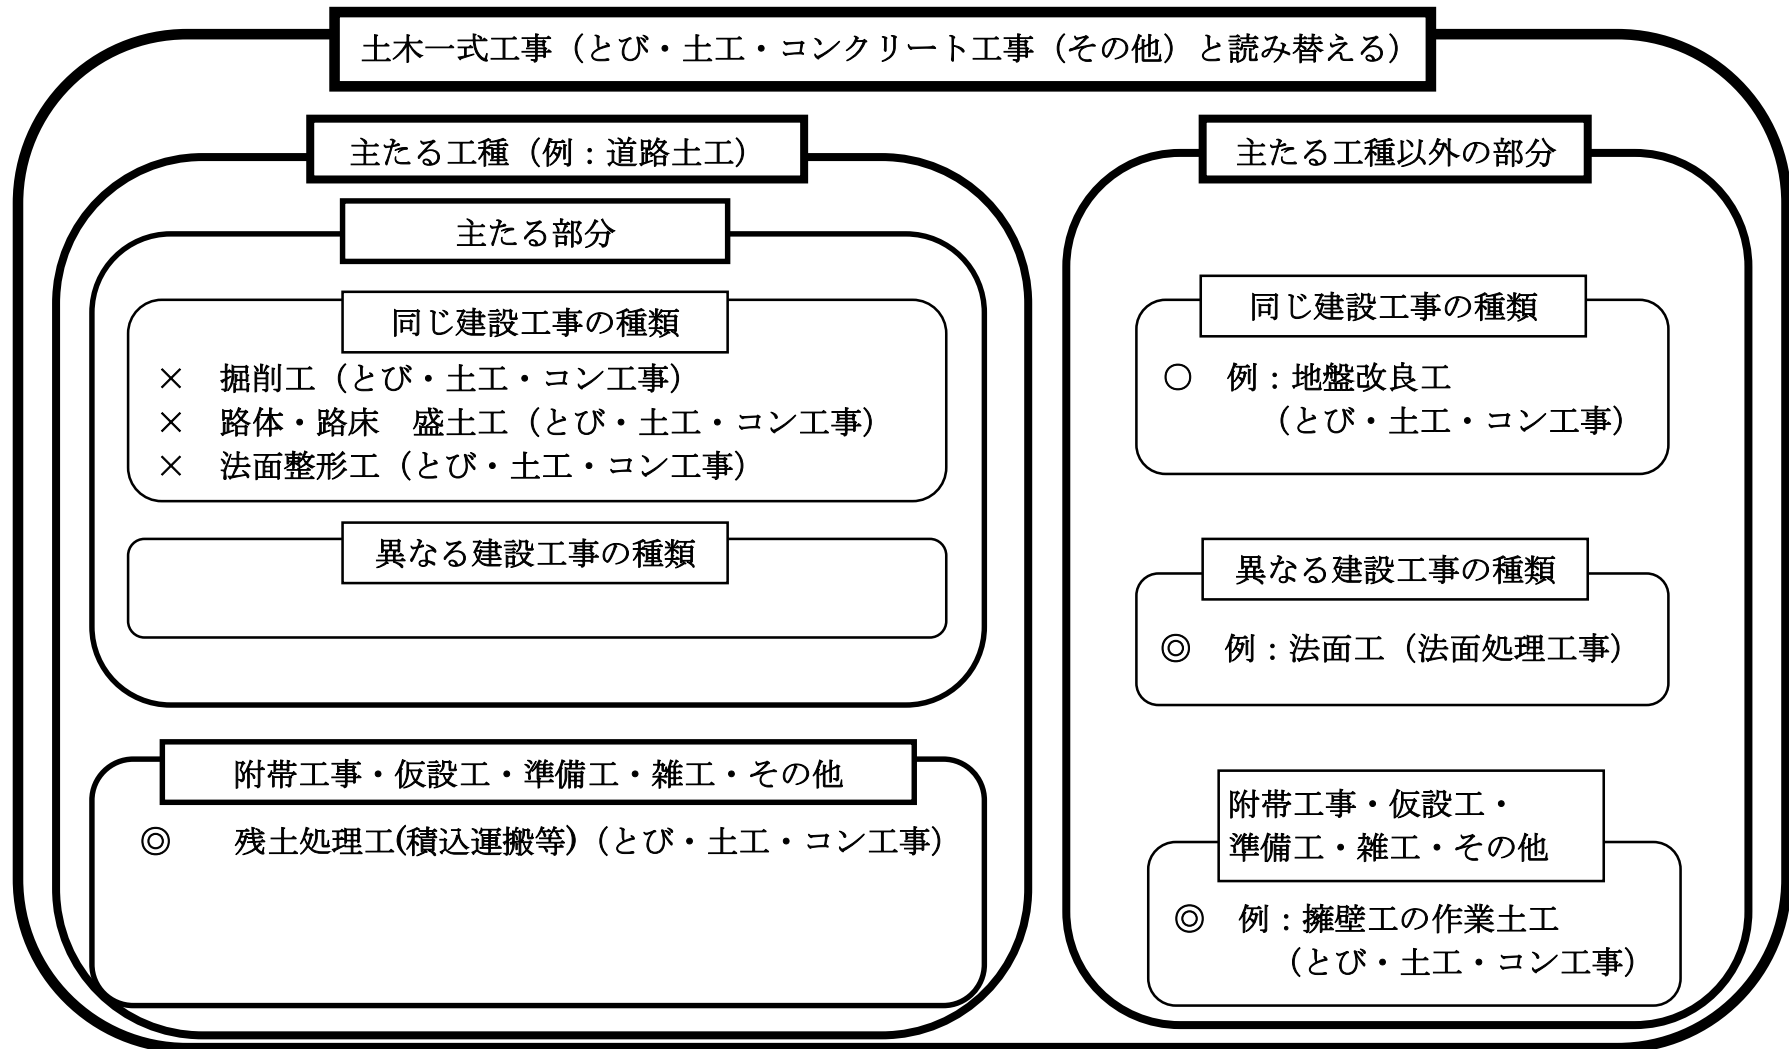 土木一式工事（とび・土工・コンクリート工事（その他）と読み替える）
主たる工種（例：道路土工）
主たる部分
同じ建設工事の種類
×　掘削工（とび・土工・コン工事）
×　路体・路床　盛土工（とび・土工・コン工事）
×　法面整形工（とび・土工・コン工事）
異なる建設工事の種類
附帯工事・仮設工・準備工・雑工・その他
◎　残土処理工(積込運搬等)（とび・土工・コン工事）
主たる工種以外の部分
同じ建設工事の種類
○　例：地盤改良工
（とび・土工・コン工事）
異なる建設工事の種類
◎　例：法面工（法面処理工事）
附帯工事・仮設工・
準備工・雑工・その他
◎　例：擁壁工の作業土工
（とび・土工・コン工事）